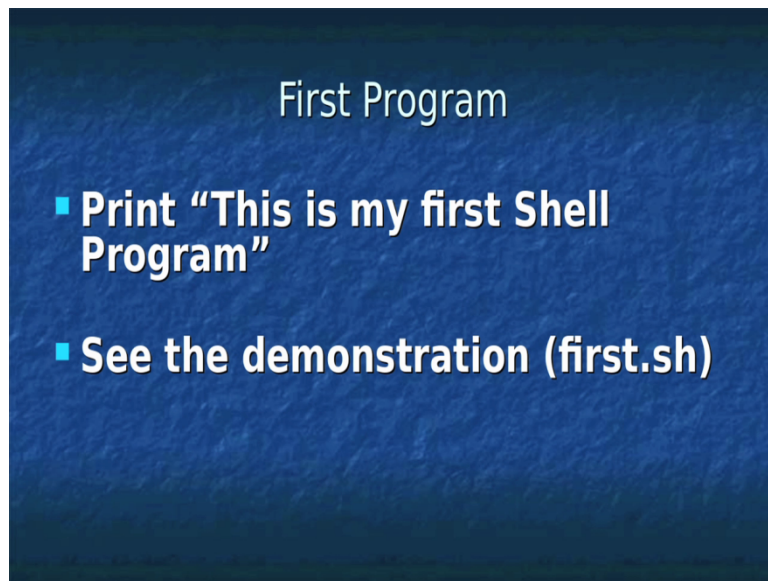 First Program
Print “This is my first Shell
Program”
See the demonstration (first.sh)